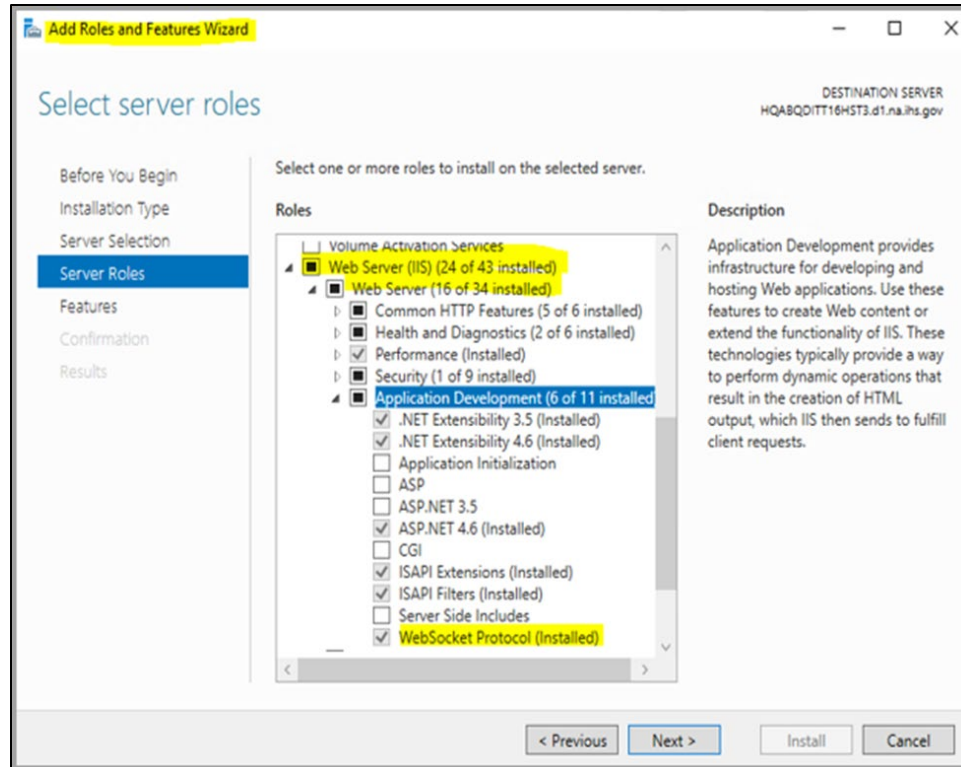 Add Roles and Features Wizard
Select server roles
DESTINATION SERVER
HQABQDITT16HST3.d1.na.ihs.gov
Before You Begin
Installation Type
Server Selection
Server Roles
Features
Confirmation
Results
Select one or more roles to install on the selected server.
Roles
Volume Activation Services
Web Server (IIS) (24 of 43 installed)
Web Server (16 of 34 installed)
Common HTTP Features (5 of 6 installed)
Health and Diagnostics (2 of 6 installed)
Performance (Installed)
Security (1 of 9 installed)
Application Development (6 of 11 installed
.NET Extensibility 3.5 (Installed)
.NET Extensibility 4.6 (Installed)
Application Initialization
ASP
ASP.NET 3.5
ASP.NET 4.6 (Installed)
CGI
ISAPI Extensions (Installed)
ISAPI Filters (Installed)
Server Side Includes
WebSocket Protocol (Installed)
Description
Application Development provides
infrastructure for developing and
hosting Web applications. Use these
features to create Web content or
extend the functionality of IIS. These
technologies typically provide a way
to perform dynamic operations that
result in the creation of HTML
output, which IIS then sends to fulfill
client requests.
< Previous
Next >
Install
Cancel